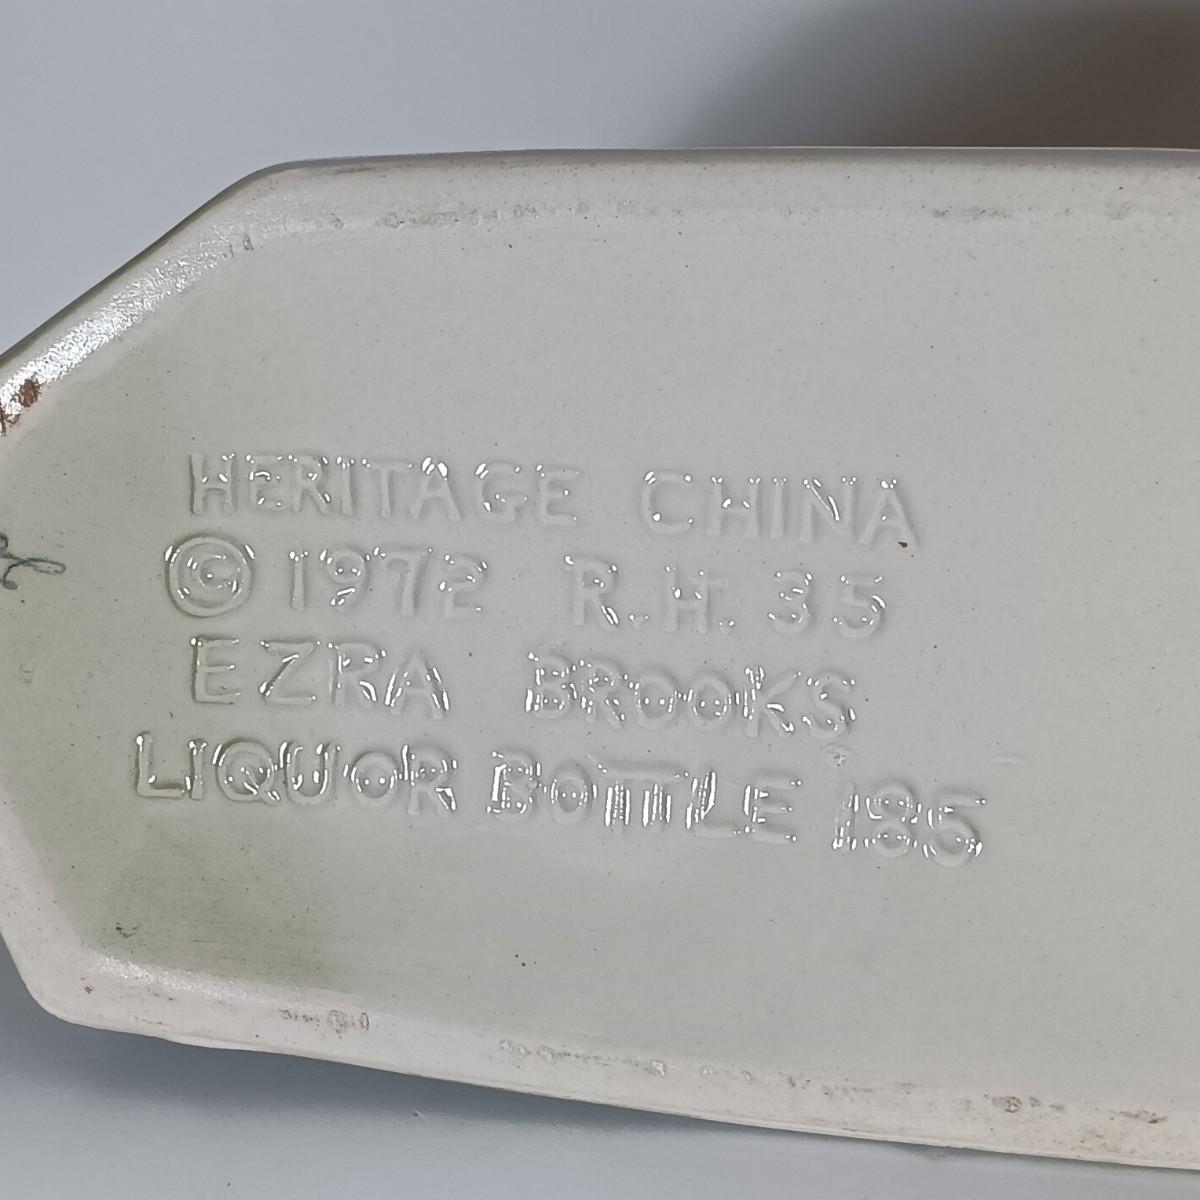 HERITAGE CHINA
© 1972 R.H. 35
EZRA BROOKS
LIQUOR BOTTLE 185